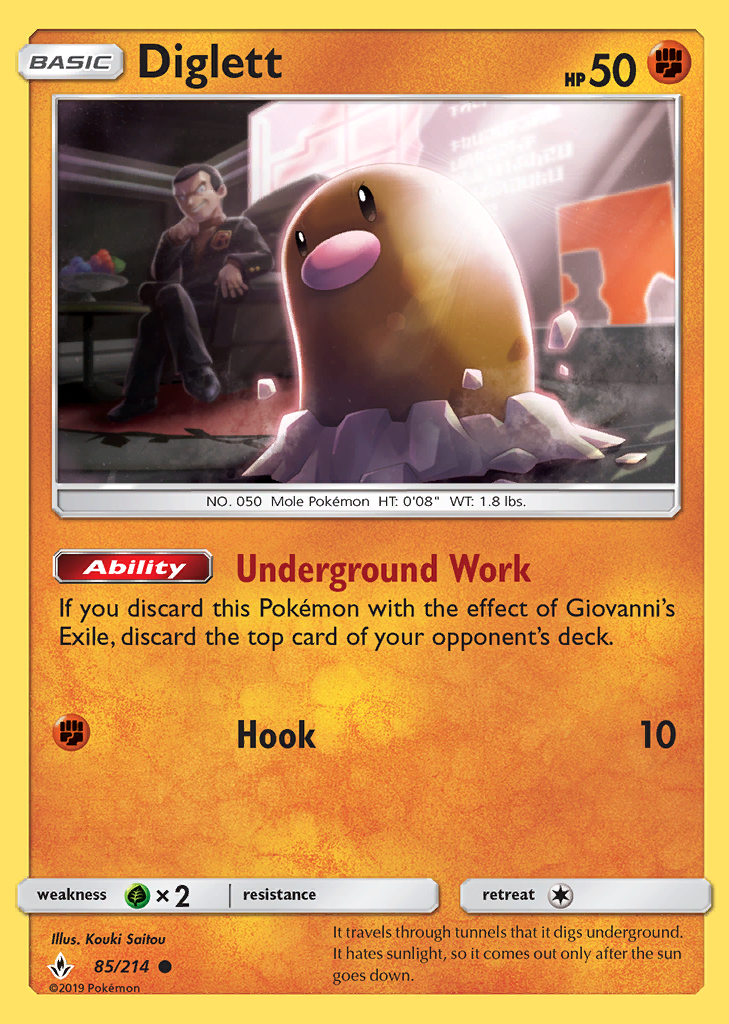 BASIC Diglett HP 50
NO. 050 Mole Pokémon HT: 0'08" WT: 1.8 lbs.
Ability Underground Work
If you discard this Pokémon with the effect of Giovanni's
Exile, discard the top card of your opponent's deck.
Hook 10
weakness ×2 resistance retreat
Illus. Kouki Saitou
85/214
©2019 Pokémon
It travels through tunnels that it digs underground.
It hates sunlight, so it comes out only after the sun
goes down.